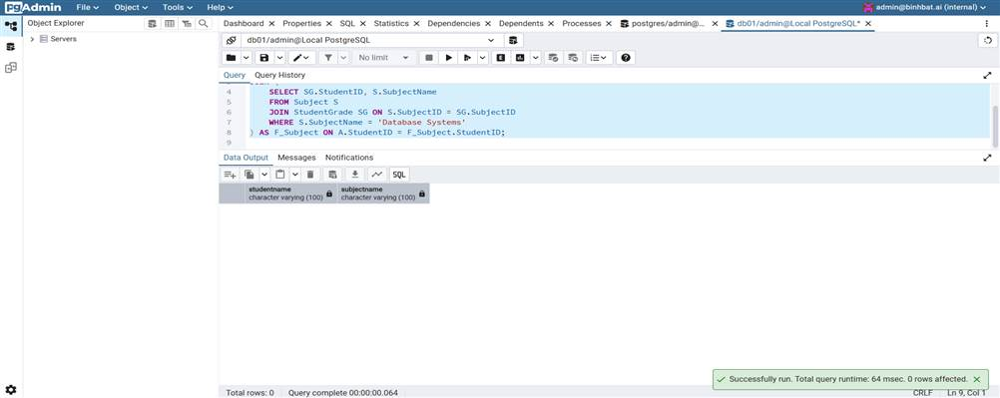 pgAdmin File Object Tools Help admin@binhbat.ai (internal)
Object Explorer
Dashboard Properties SQL Statistics Dependencies Dependents Processes postgres/admin@... db01/admin@Local PostgreSQL*
Servers
db01/admin@Local PostgreSQL
No limit
Query Query History
4 SELECT SG.StudentID, S.SubjectName
5 FROM Subject S
6 JOIN StudentGrade SG ON S.SubjectID = SG.SubjectID
7 WHERE S.SubjectName = 'Database Systems'
8 ) AS F_Subject ON A.StudentID = F_Subject.StudentID;
9
Data Output Messages Notifications
SQL
studentname subjectname
character varying (100) character varying (100)
Successfully run. Total query runtime: 64 msec. 0 rows affected.
Total rows: 0 Query complete 00:00:00.064 CRLF Ln 9, Col 1